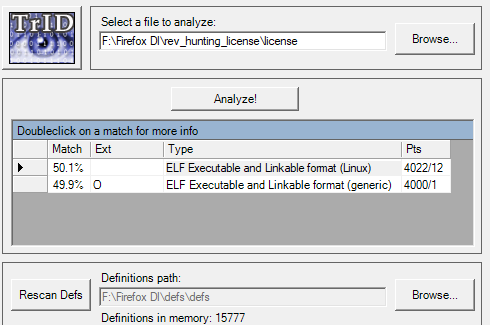 TrID
Select a file to analyze:
F:\Firefox Dl\rev_hunting_license\license
Browse...
Analyze!
Doubleclick on a match for more info
Match Ext Type Pts
50.1% ELF Executable and Linkable format (Linux) 4022/12
49.9% O ELF Executable and Linkable format (generic) 4000/1
Definitions path:
Rescan Defs F:\Firefox Dl\defs\defs Browse...
Definitions in memory: 15777